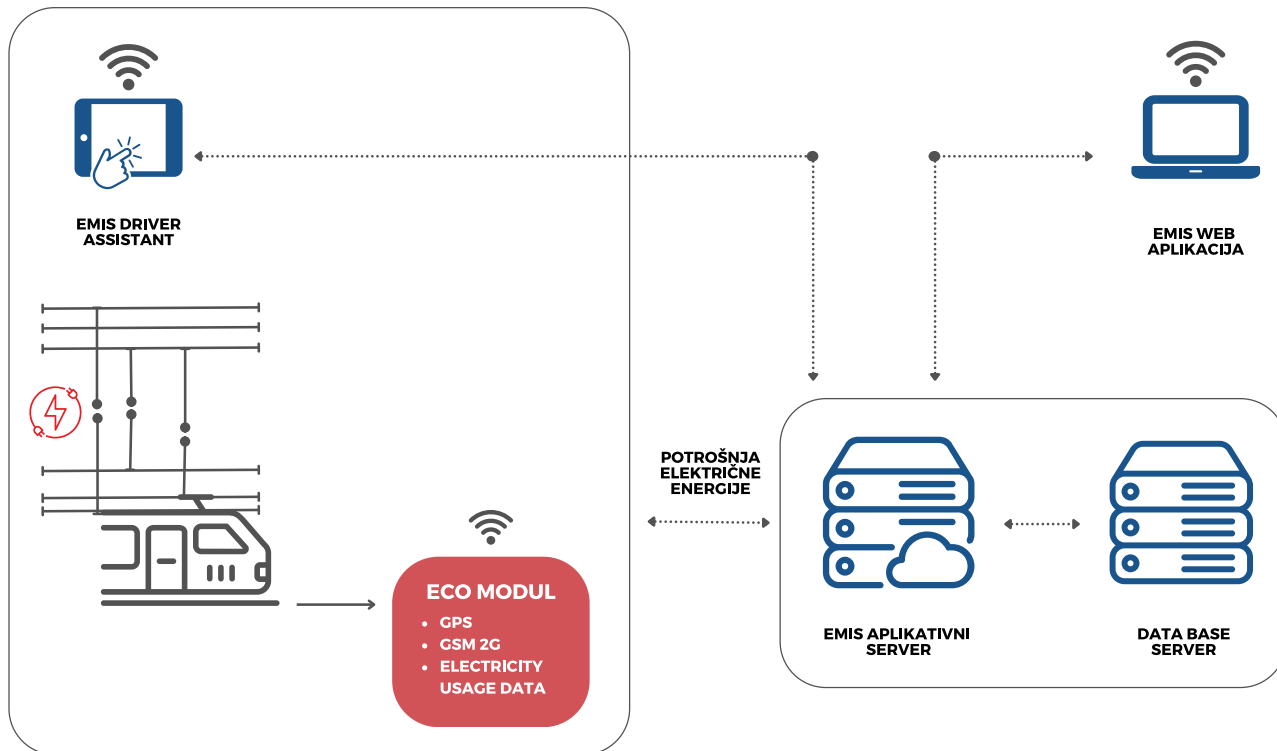 EMIS DRIVER
ASSISTANT
EMIS WEB
APLIKACIJA
POTROŠNJA
ELEKTRIČNE
ENERGIJE
ECO MODUL
• GPS
• GSM 2G
• ELECTRICITY
USAGE DATA
EMIS APLIKATIVNI
SERVER
DATA BASE
SERVER